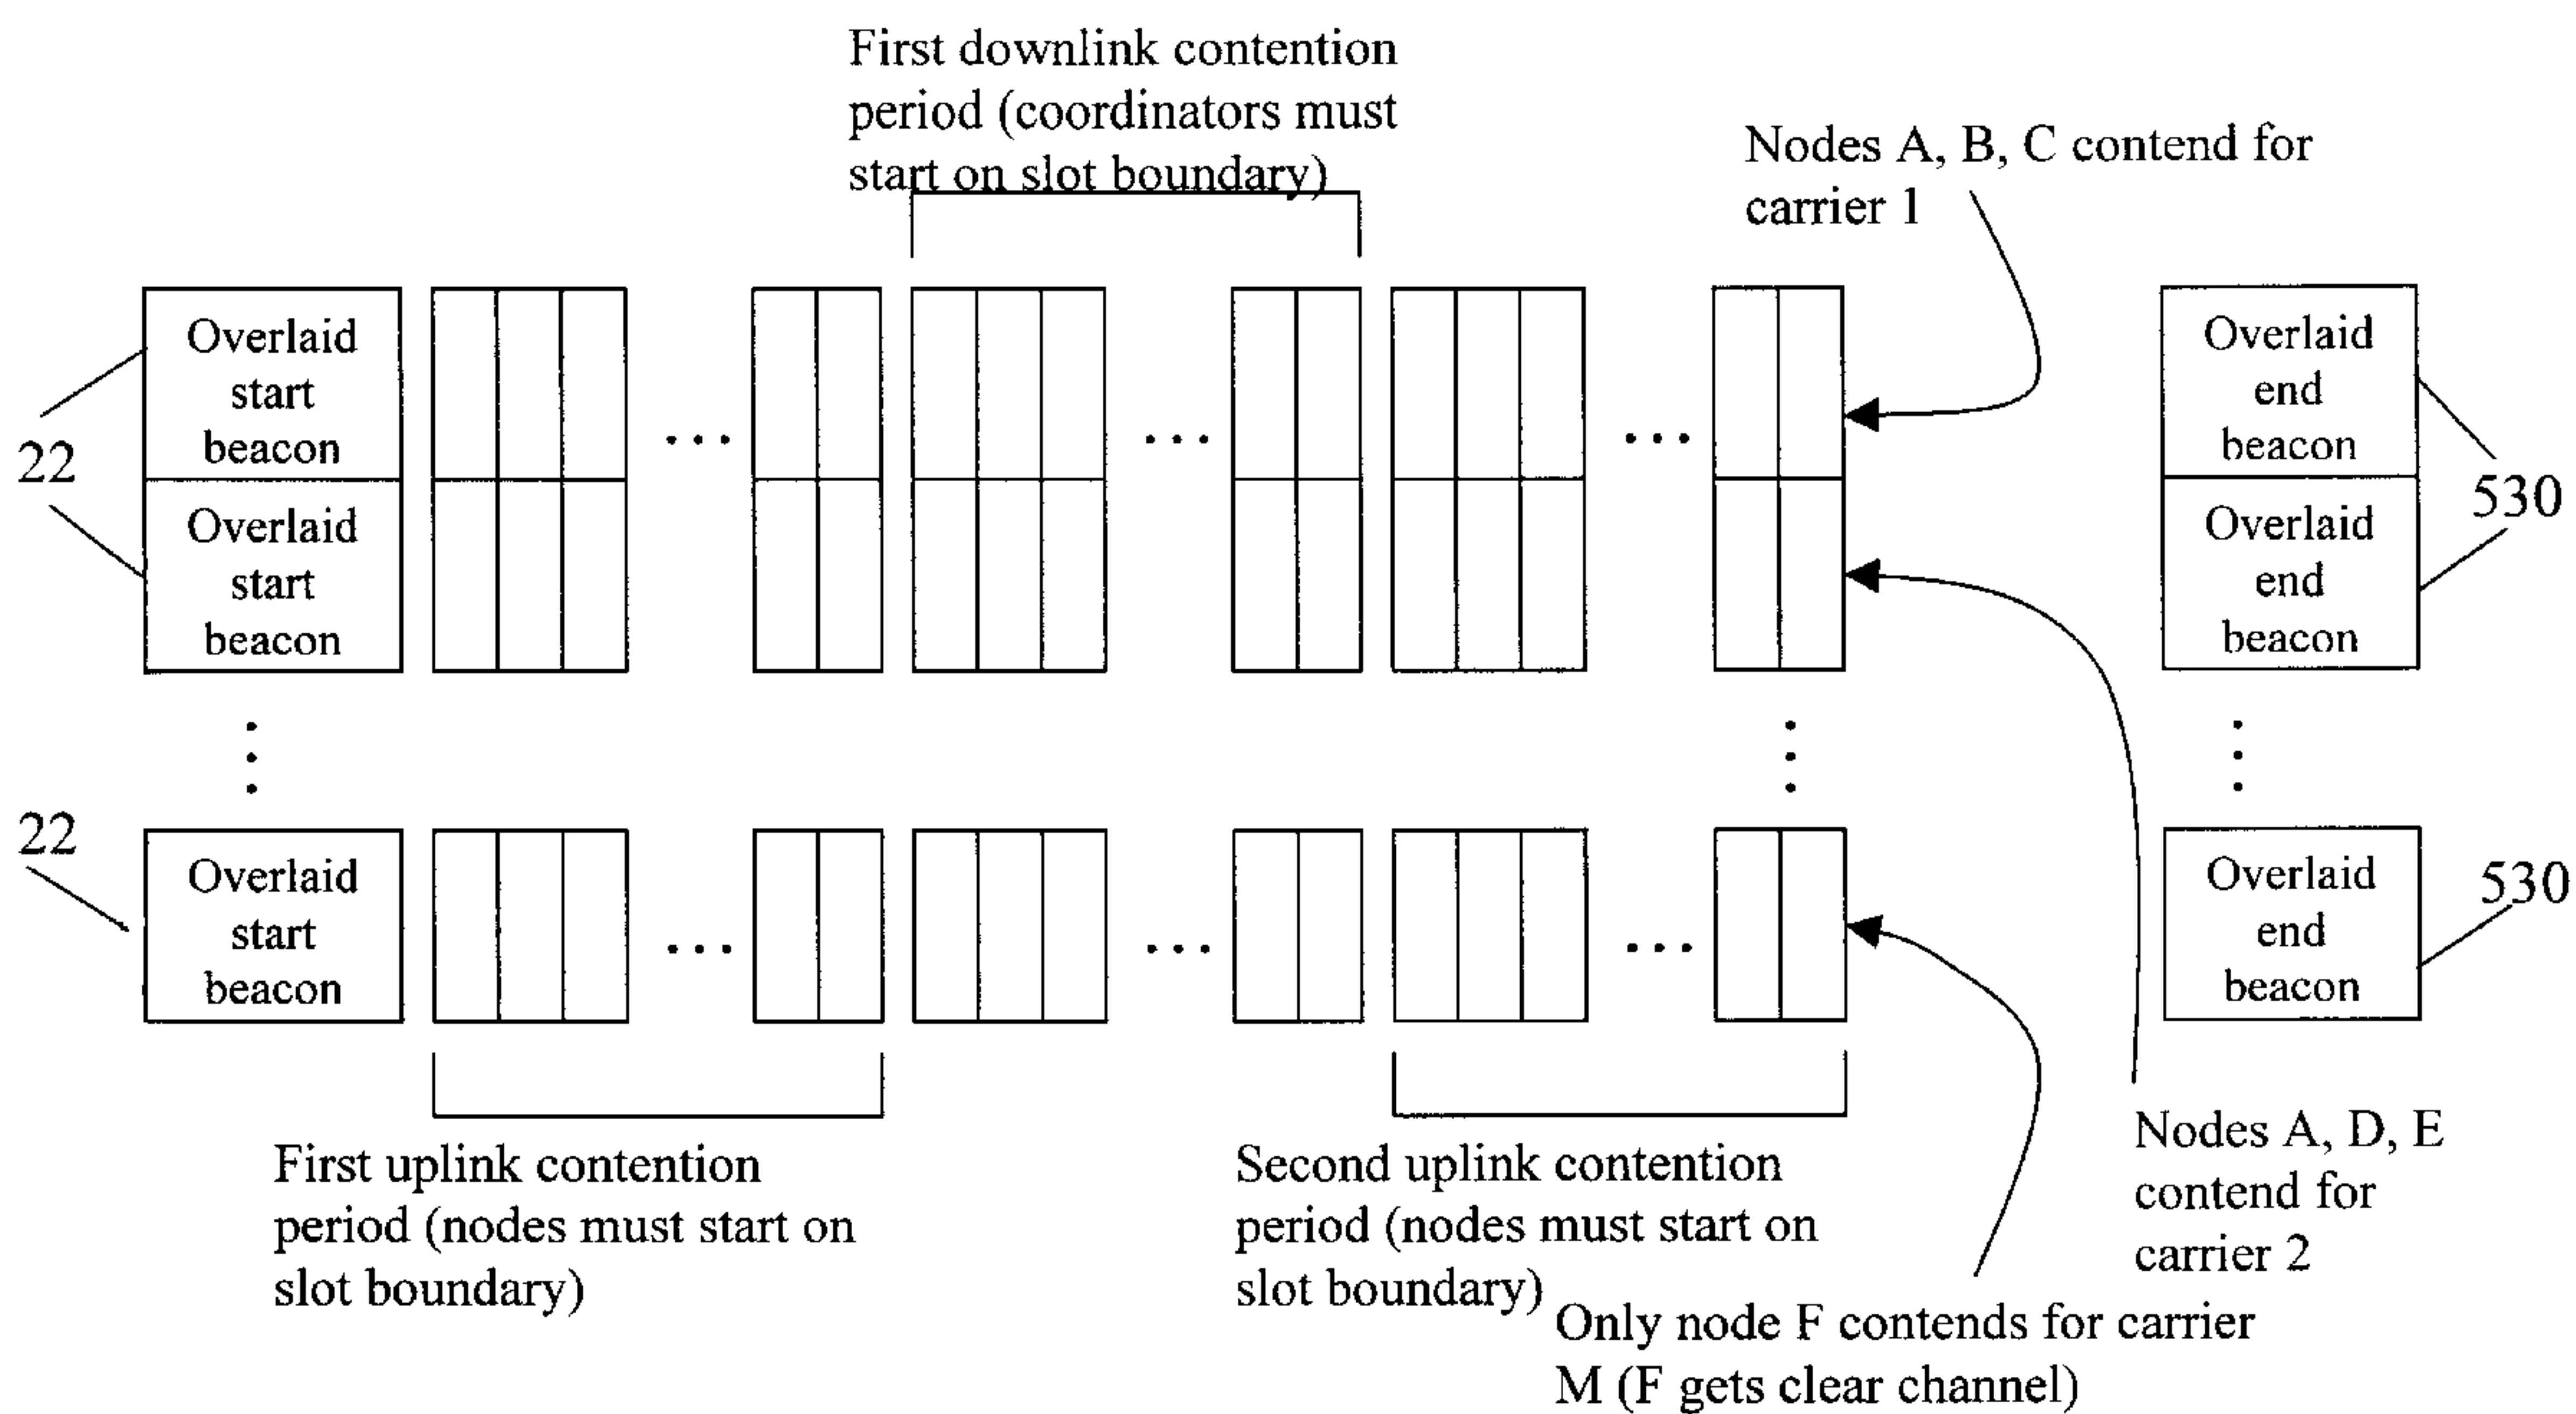 First downlink contention
period (coordinators must
start on slot boundary)
Nodes A, B, C contend for
carrier 1
Overlaid
start
beacon
Overlaid
end
beacon
22
530
Overlaid
start
beacon
Overlaid
end
beacon
22
530
Overlaid
start
beacon
Overlaid
end
beacon
First uplink contention
period (nodes must start on
slot boundary)
Second uplink contention
period (nodes must start on
slot boundary)
Nodes A, D, E
contend for
carrier 2
Only node F contends for carrier
M (F gets clear channel)